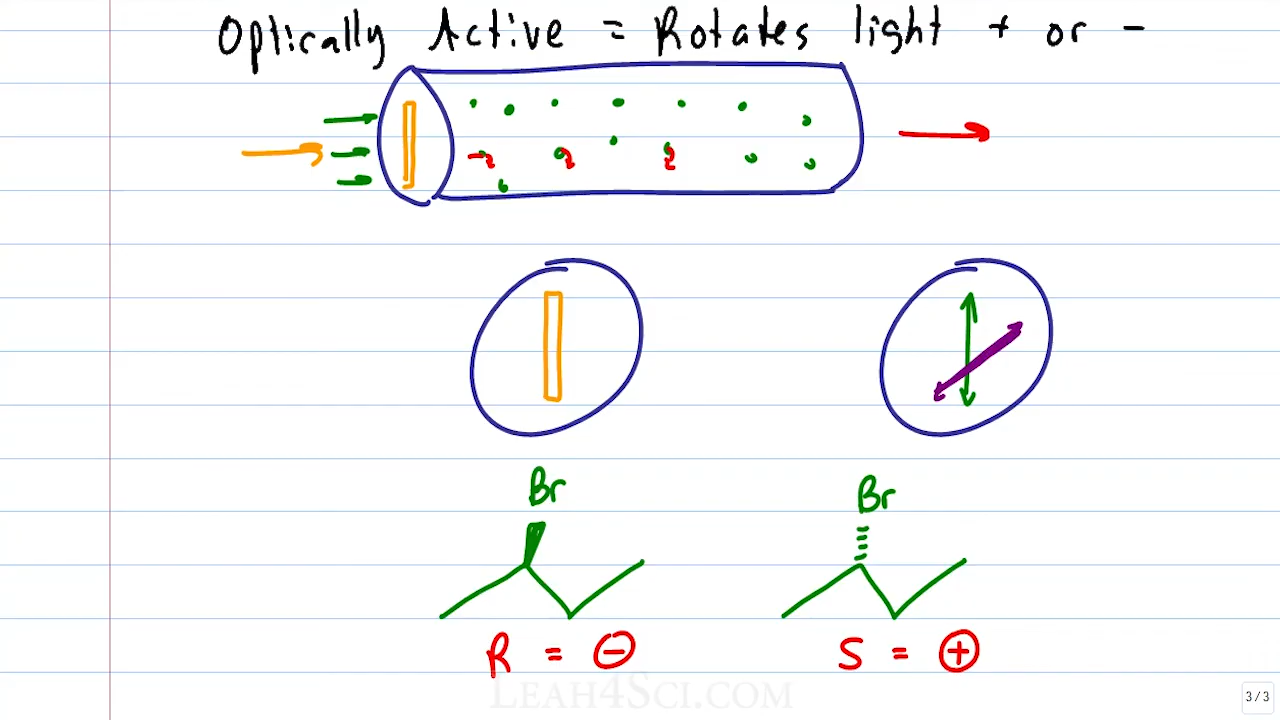 Optically Active = Rotates light + or -
Br
Br
R = ⊖
S = ⊕
LEAH4SCI.COM
3/3